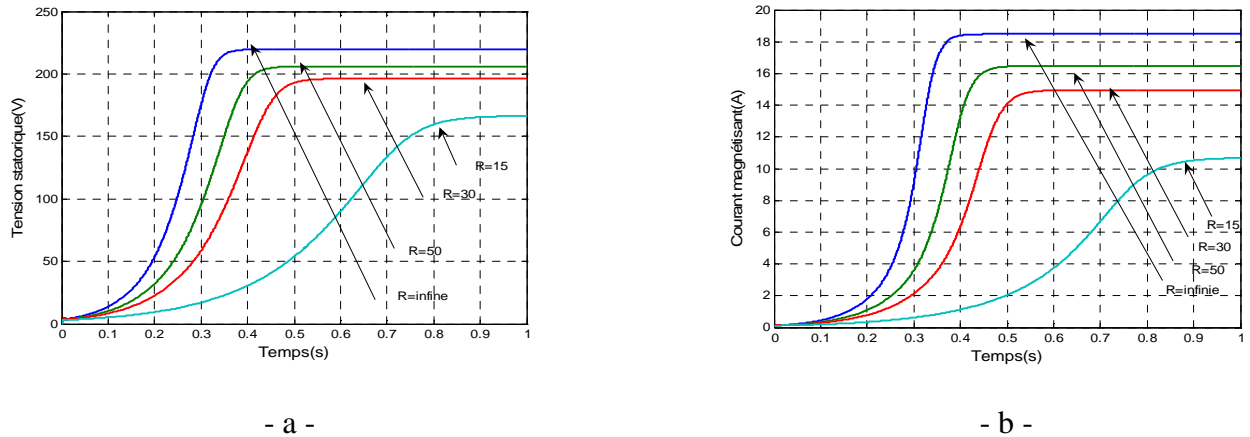 250
200
150
100
50
0
Tension statorique(V)
0 0.1 0.2 0.3 0.4 0.5 0.6 0.7 0.8 0.9 1
Temps(s)
R=15
R=30
R=50
R=infine
- a -
20
18
16
14
12
10
8
6
4
2
0
Courant magnétisant(A)
0 0.1 0.2 0.3 0.4 0.5 0.6 0.7 0.8 0.9 1
Temps(s)
R=15
R=30
R=50
R=infinie
- b -